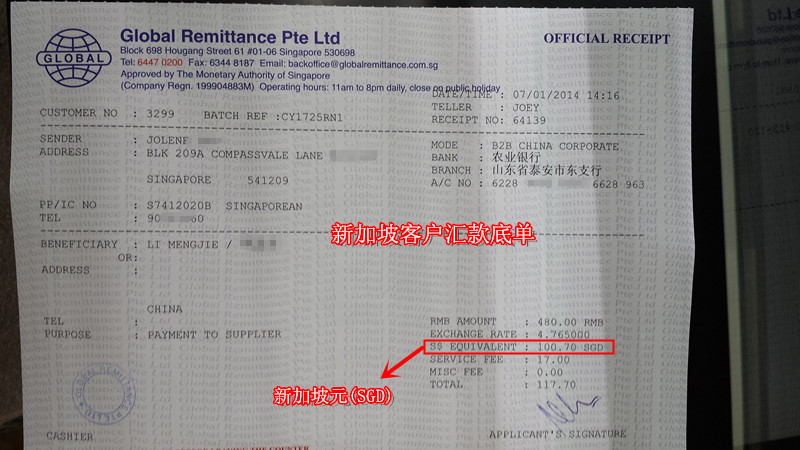 GLOBAL
Global Remittance Pte Ltd
Block 698 Hougang Street 61 #01-06 Singapore 530698
Tel: 6447 0200 Fax: 6344 8187 Email: backoffice@globalremittance.com.sg
Approved by The Monetary Authority of Singapore
(Company Regn. 199904883M) Operating hours: 11am to 8pm daily, close on public holiday
OFFICIAL RECEIPT
DATE/TIME : 07/01/2014 14:16
TELLER : JOEY
RECEIPT NO: 64139
CUSTOMER NO : 3299 BATCH REF :CY1725RN1
SENDER : JOLENE
ADDRESS : BLK 209A COMPASSVALE LANE
SINGAPORE 541209
MODE : B2B CHINA CORPORATE
BANK : 农业银行
BRANCH : 山东省泰安市东支行
A/C NO : 6228 6628 963
PP/IC NO : S7412020B SINGAPOREAN
TEL : 90 60
BENEFICIARY : LI MENGJIE /
OR:
ADDRESS :
CHINA
TEL :
PURPOSE : PAYMENT TO SUPPLIER
新加坡客户汇款底单
RMB AMOUNT : 480.00 RMB
EXCHANGE RATE : 4.765000
S$ EQUIVALENT : 100.70 SGD
SERVICE FEE : 17.00
MISC FEE : 0.00
TOTAL : 117.70
新加坡元(SGD)
GLOBAL REMITTANCE PTE LTD
CASHIER
APPLICANT'S SIGNATURE